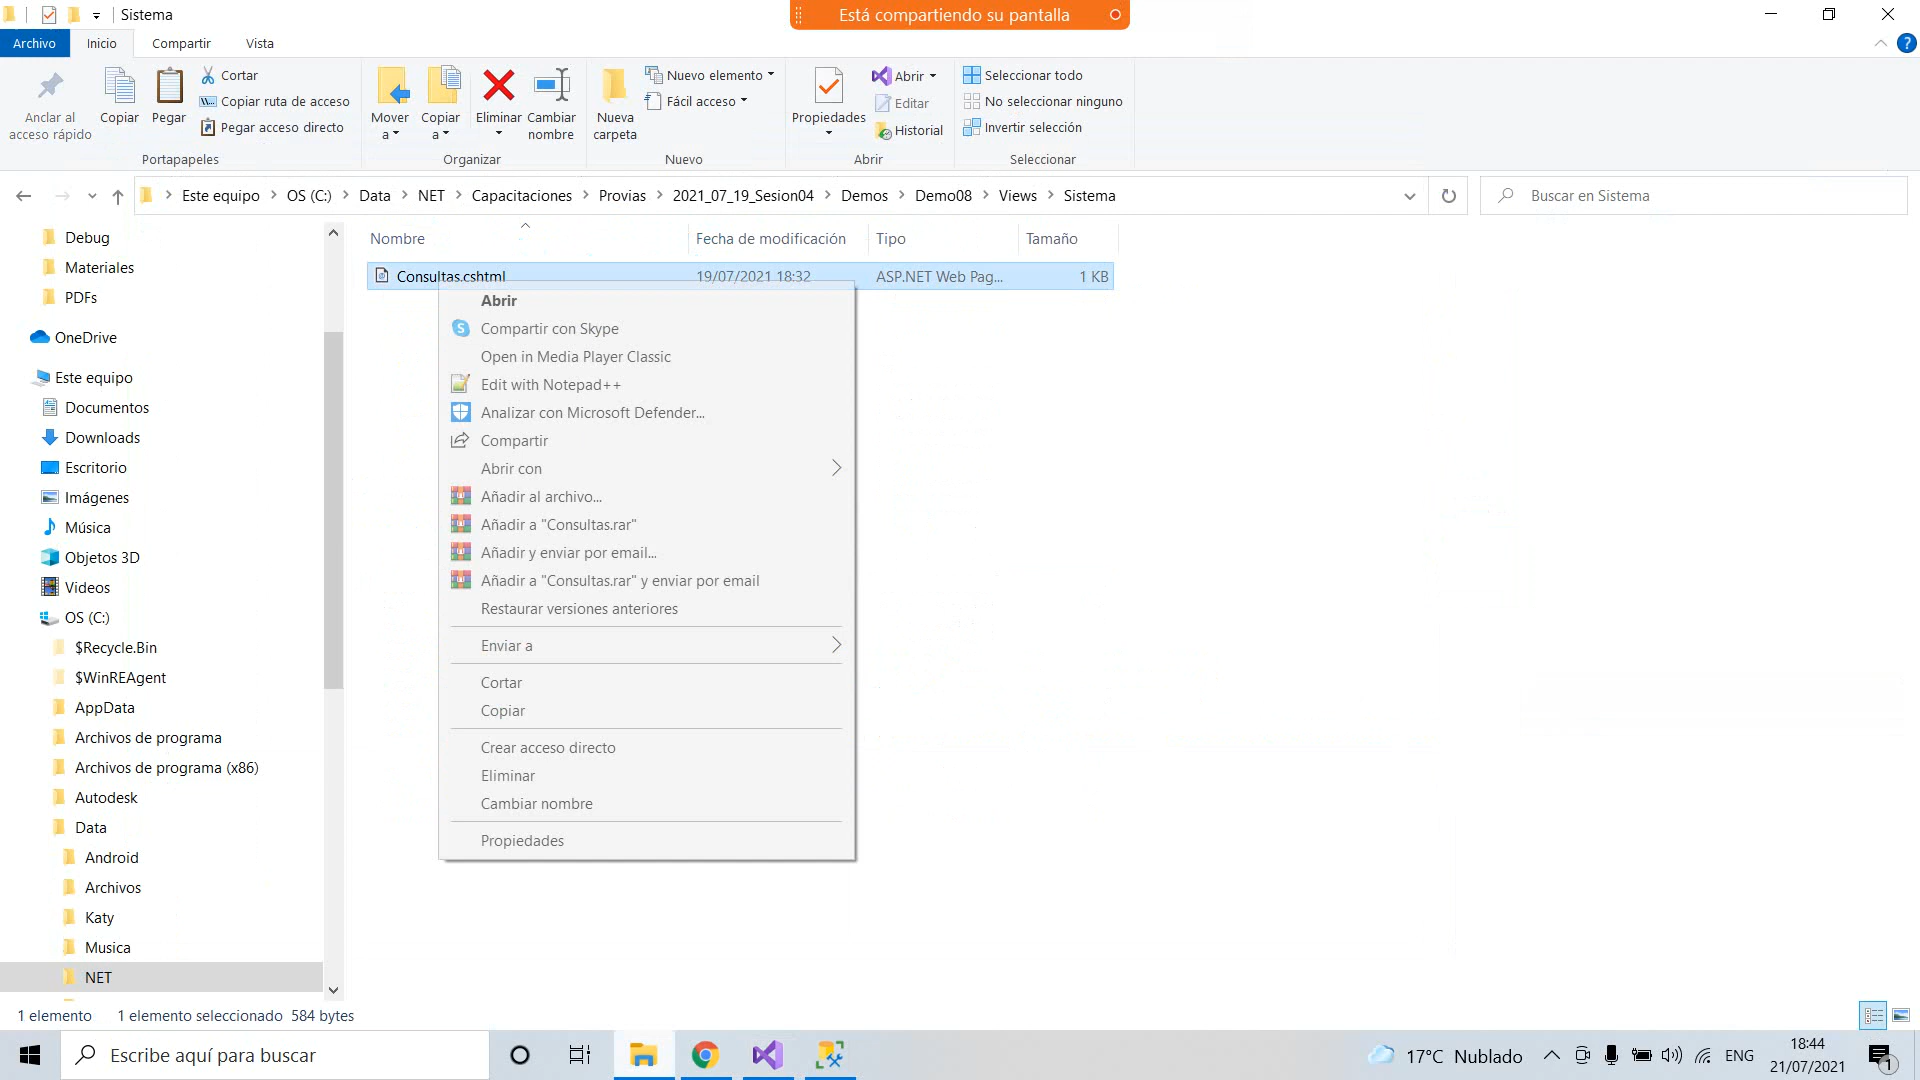 Sistema
Está compartiendo su pantalla
Archivo
Inicio
Compartir
Vista
Anclar al
acceso rápido
Copiar
Pegar
Cortar
Copiar ruta de acceso
Pegar acceso directo
Portapapeles
Mover
a
Copiar
a
Eliminar
Cambiar
nombre
Organizar
Nueva
carpeta
Nuevo elemento
Fácil acceso
Nuevo
Propiedades
Abrir
Editar
Historial
Abrir
Seleccionar todo
No seleccionar ninguno
Invertir selección
Seleccionar
Este equipo > OS (C:) > Data > NET > Capacitaciones > Provias > 2021_07_19_Sesion04 > Demos > Demo08 > Views > Sistema
Buscar en Sistema
Debug
Materiales
PDFs
OneDrive
Este equipo
Documentos
Downloads
Escritorio
Imágenes
Música
Objetos 3D
Videos
OS (C:)
$Recycle.Bin
$WinREAgent
AppData
Archivos de programa
Archivos de programa (x86)
Autodesk
Data
Android
Archivos
Katy
Musica
NET
Nombre Fecha de modificación Tipo Tamaño
Consultas.cshtml 19/07/2021 18:32 ASP.NET Web Pag... 1 KB
Abrir
Compartir con Skype
Open in Media Player Classic
Edit with Notepad++
Analizar con Microsoft Defender...
Compartir
Abrir con
Añadir al archivo...
Añadir a "Consultas.rar"
Añadir y enviar por email...
Añadir a "Consultas.rar" y enviar por email
Restaurar versiones anteriores
Enviar a
Cortar
Copiar
Crear acceso directo
Eliminar
Cambiar nombre
Propiedades
1 elemento 1 elemento seleccionado 584 bytes
Escribe aquí para buscar
17°C Nublado
ENG
18:44
21/07/2021
1